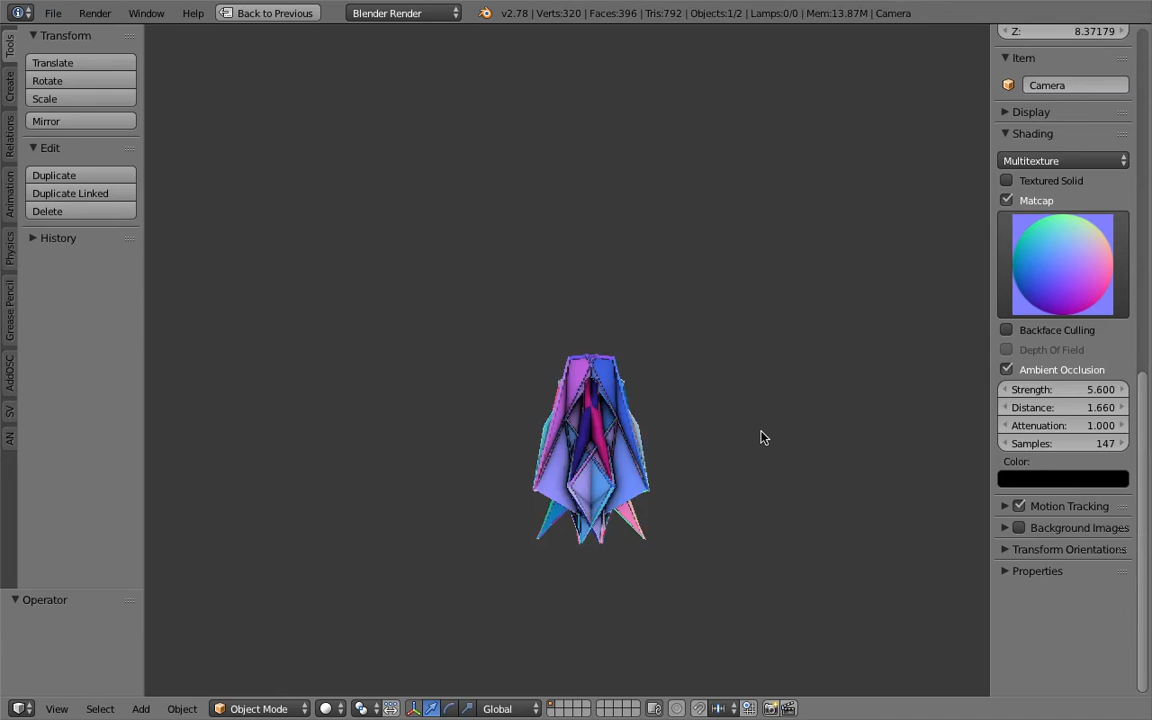 File Render Window Help Back to Previous Blender Render v2.78 | Verts:320 | Faces:396 | Tris:792 | Objects:1/2 | Lamps:0/0 | Mem:13.87M | Camera
Tools
Create
Relations
Animation
Physics
Grease Pencil
AddOSC
SV
AN
Transform
Translate
Rotate
Scale
Mirror
Edit
Duplicate
Duplicate Linked
Delete
History
Operator
Z: 8.37179
Item
Camera
Display
Shading
Multitexture
Textured Solid
Matcap
Backface Culling
Depth Of Field
Ambient Occlusion
Strength: 5.600
Distance: 1.660
Attenuation: 1.000
Samples: 147
Color:
Motion Tracking
Background Images
Transform Orientations
Properties
View Select Add Object Object Mode Global